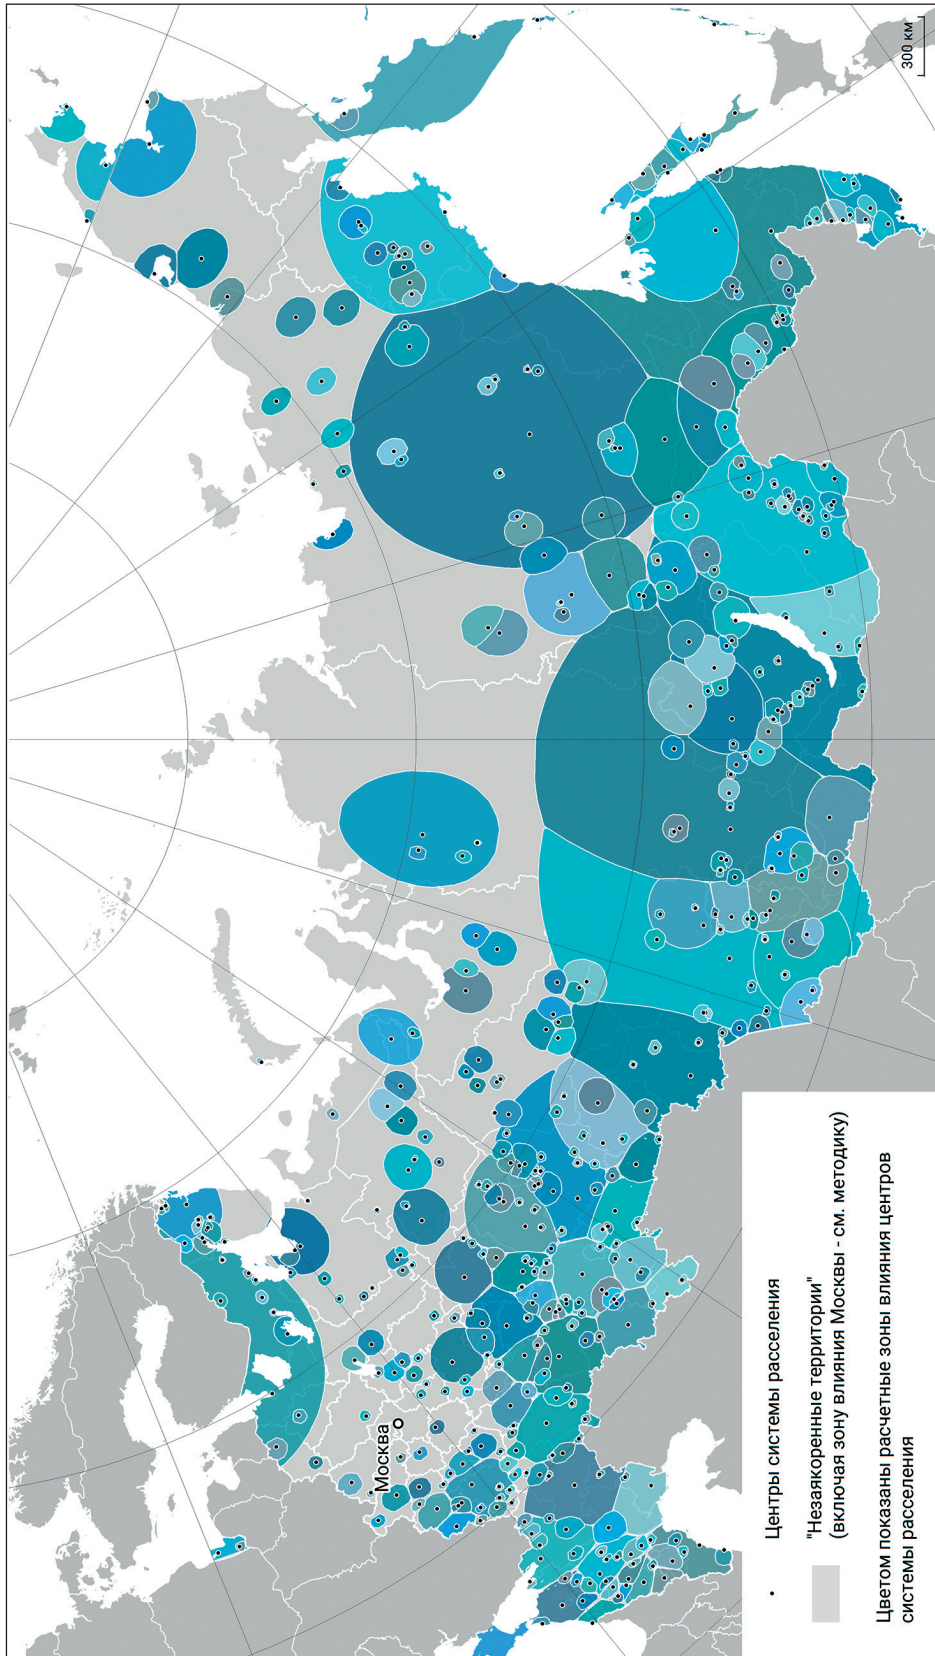 300 км
Москва
Центры системы расселения
"Незаякоренные территории"
(включая зону влияния Москвы - см. методику)
Цветом показаны расчетные зоны влияния центров
системы расселения